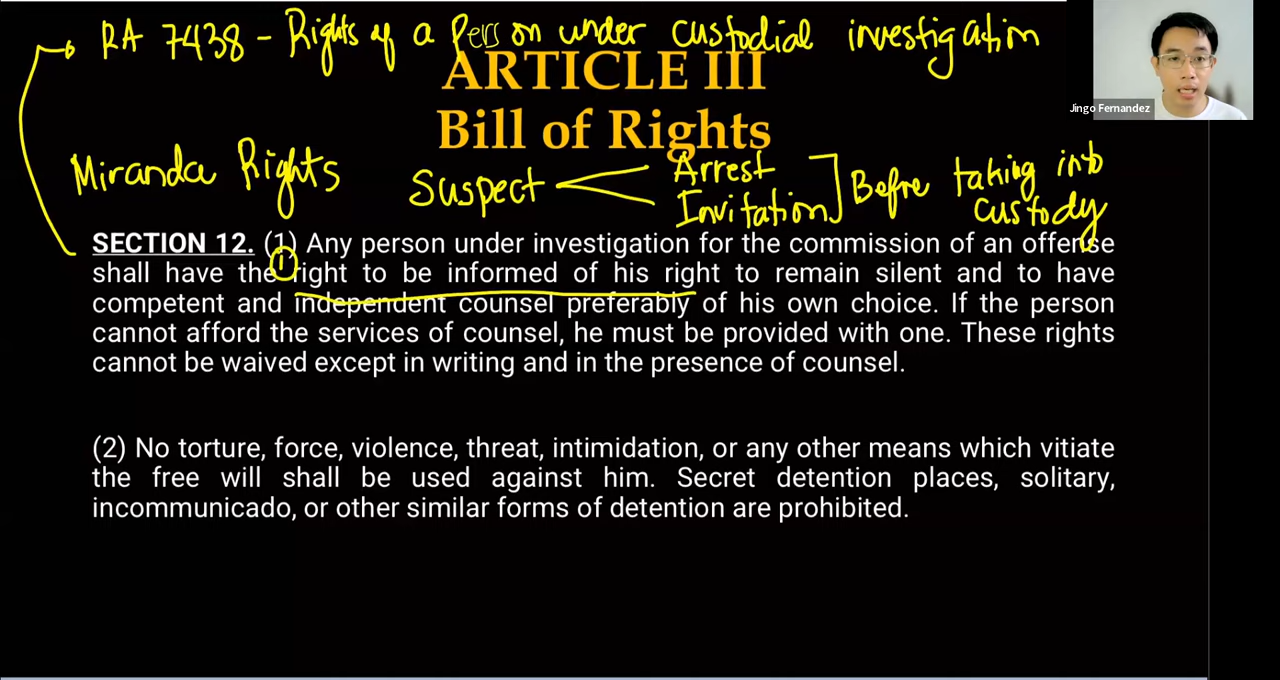 RA 7438 - Rights of a Person under custodial investigation
ARTICLE III
Jingo Fernandez
Bill of Rights
Miranda Rights
Suspect
Arrest
Invitation
Befre taking into
custody
SECTION 12. (1) Any person under investigation for the commission of an offense
1
shall have the right to be informed of his right to remain silent and to have
competent and independent counsel preferably of his own choice. If the person
cannot afford the services of counsel, he must be provided with one. These rights
cannot be waived except in writing and in the presence of counsel.
(2) No torture, force, violence, threat, intimidation, or any other means which vitiate
the free will shall be used against him. Secret detention places, solitary,
incommunicado, or other similar forms of detention are prohibited.